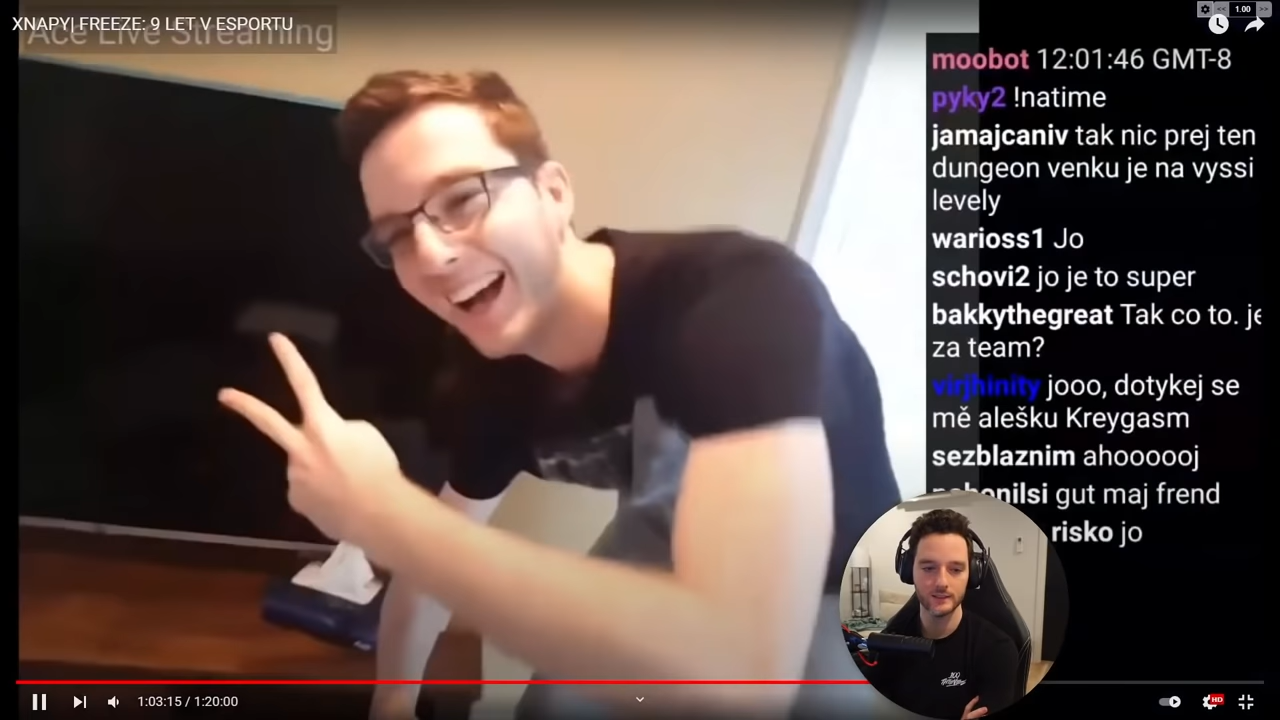 XNAPY| FREEZE: 9 LET V ESPORTU
Ace Live Streaming
<< 1.00 >>
moobot 12:01:46 GMT-8
pyky2 !natime
jamajcaniv tak nic prej ten
dungeon venku je na vyssi
levely
warioss1 Jo
schovi2 jo je to super
bakkythegreat Tak co to. je
za team?
virjhinity jooo, dotykej se
mě alešku Kreygasm
sezblaznim ahoooooj
gut maj frend
risko jo
1:03:15 / 1:20:00
HD